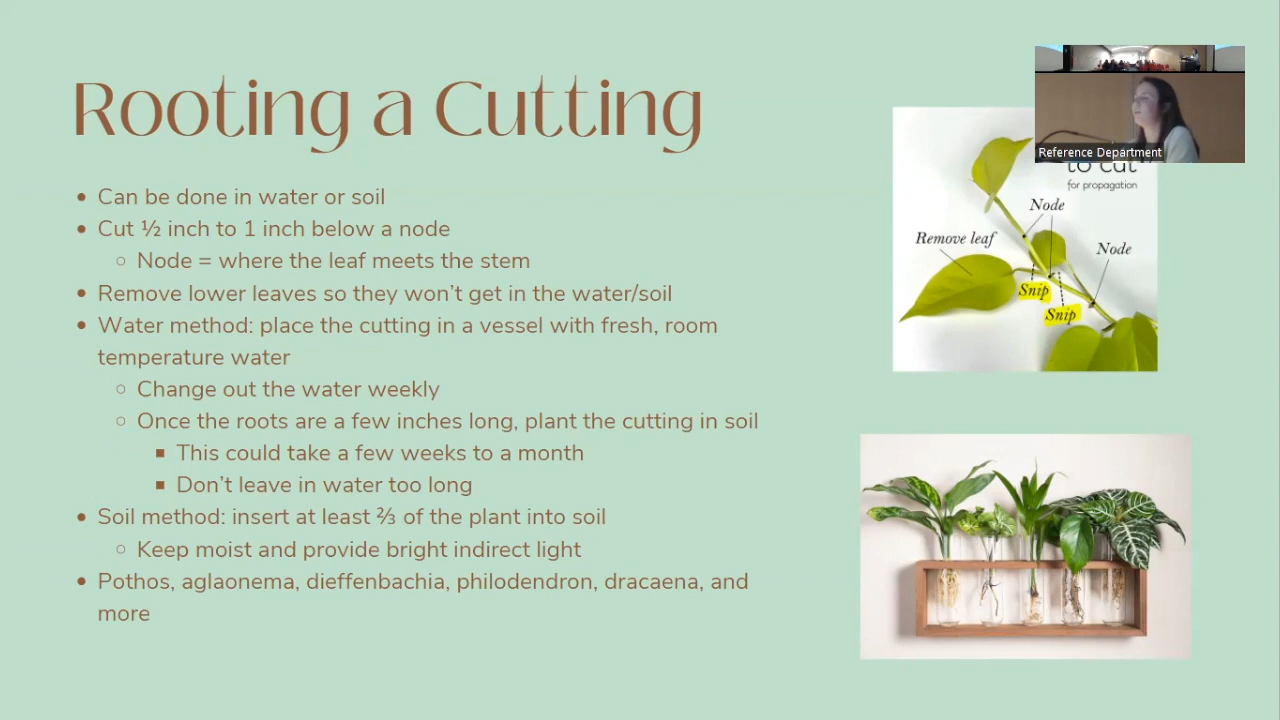 Rooting a Cutting
• Can be done in water or soil
• Cut ½ inch to 1 inch below a node
○ Node = where the leaf meets the stem
• Remove lower leaves so they won't get in the water/soil
• Water method: place the cutting in a vessel with fresh, room
temperature water
○ Change out the water weekly
○ Once the roots are a few inches long, plant the cutting in soil
▪ This could take a few weeks to a month
▪ Don't leave in water too long
• Soil method: insert at least ⅔ of the plant into soil
○ Keep moist and provide bright indirect light
• Pothos, aglaonema, dieffenbachia, philodendron, dracaena, and
more
Reference Department
to cut
for propagation
Node
Remove leaf
Node
Snip
Snip